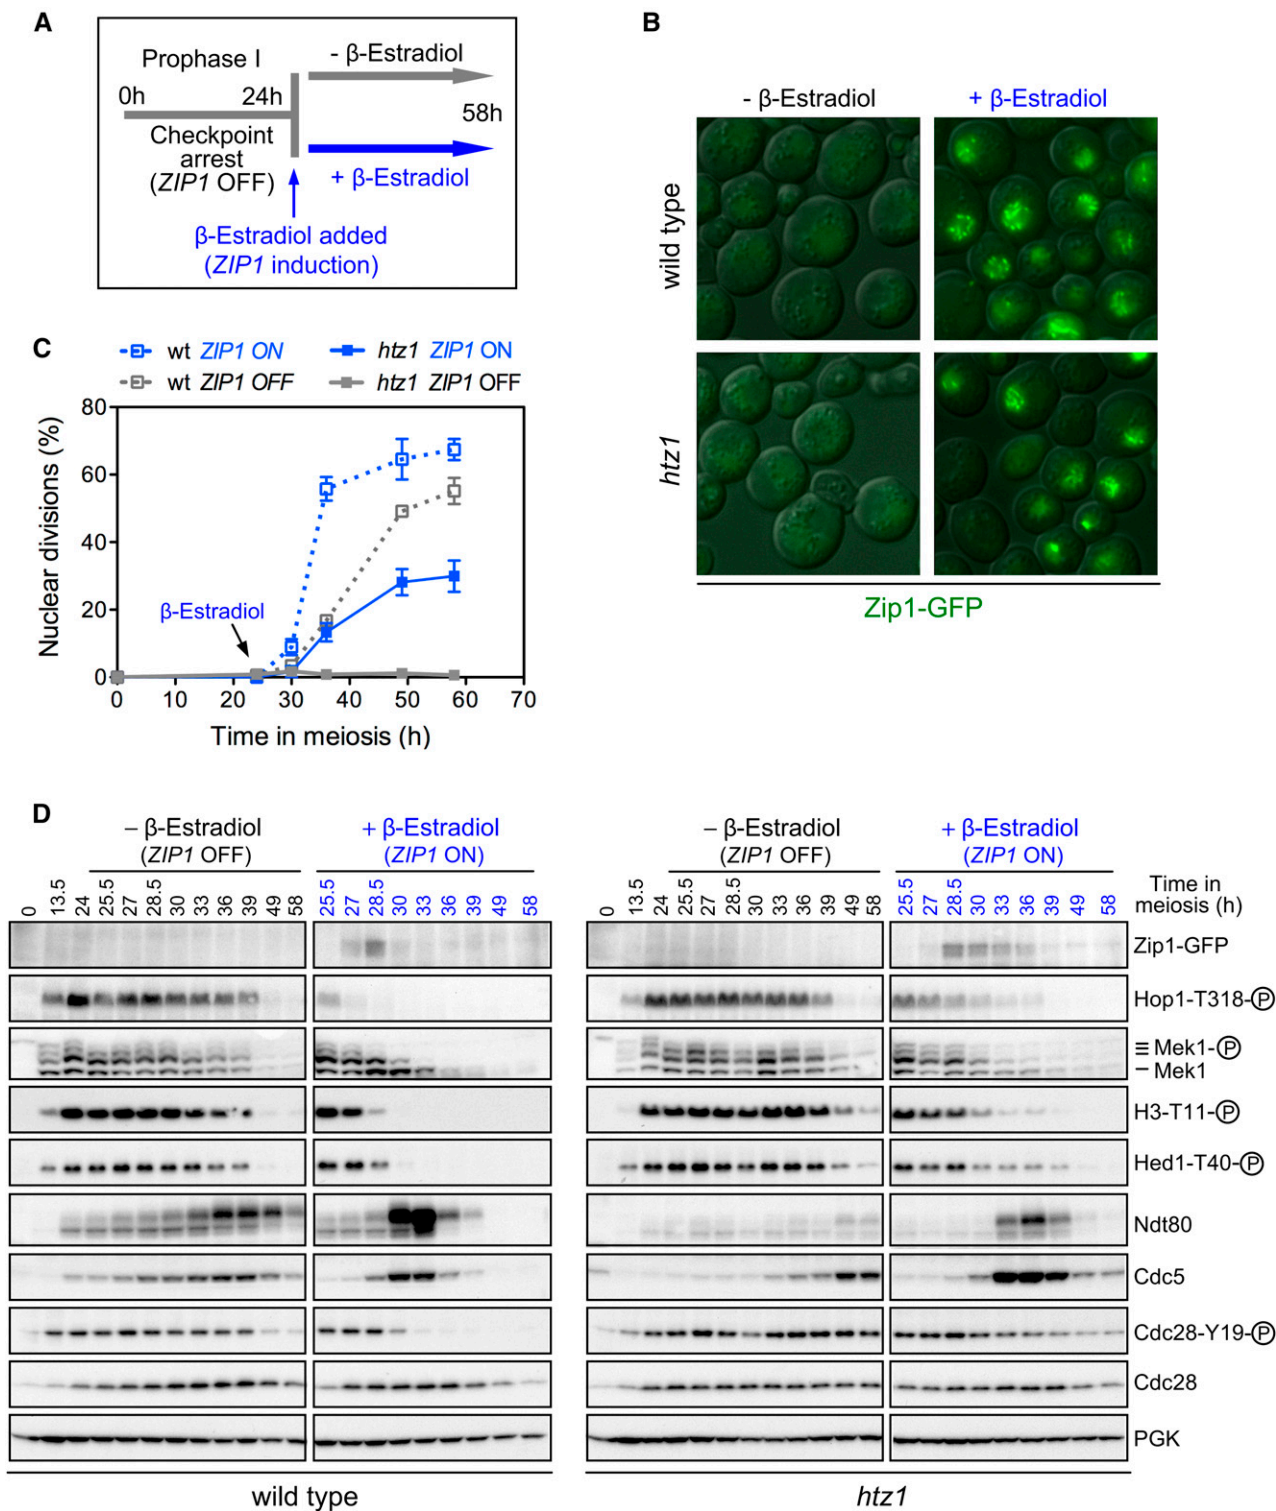 A
Prophase I
0h
24h
Checkpoint
arrest
(ZIP1 OFF)
- β-Estradiol
58h
+ β-Estradiol
β-Estradiol added
(ZIP1 induction)
B
- β-Estradiol
+ β-Estradiol
wild type
htz1
Zip1-GFP
C
wt ZIP1 ON
htz1 ZIP1 ON
wt ZIP1 OFF
htz1 ZIP1 OFF
Nuclear divisions (%)
80
60
40
20
0
β-Estradiol
0 10 20 30 40 50 60 70
Time in meiosis (h)
D
– β-Estradiol
(ZIP1 OFF)
+ β-Estradiol
(ZIP1 ON)
– β-Estradiol
(ZIP1 OFF)
+ β-Estradiol
(ZIP1 ON)
0 13.5 24 25.5 27 28.5 30 33 36 39 49 58
25.5 27 28.5 30 33 36 39 49 58
0 13.5 24 25.5 27 28.5 30 33 36 39 49 58
25.5 27 28.5 30 33 36 39 49 58
Time in
meiosis (h)
Zip1-GFP
Hop1-T318-Ⓟ
Mek1-Ⓟ
Mek1
H3-T11-Ⓟ
Hed1-T40-Ⓟ
Ndt80
Cdc5
Cdc28-Y19-Ⓟ
Cdc28
PGK
wild type
htz1